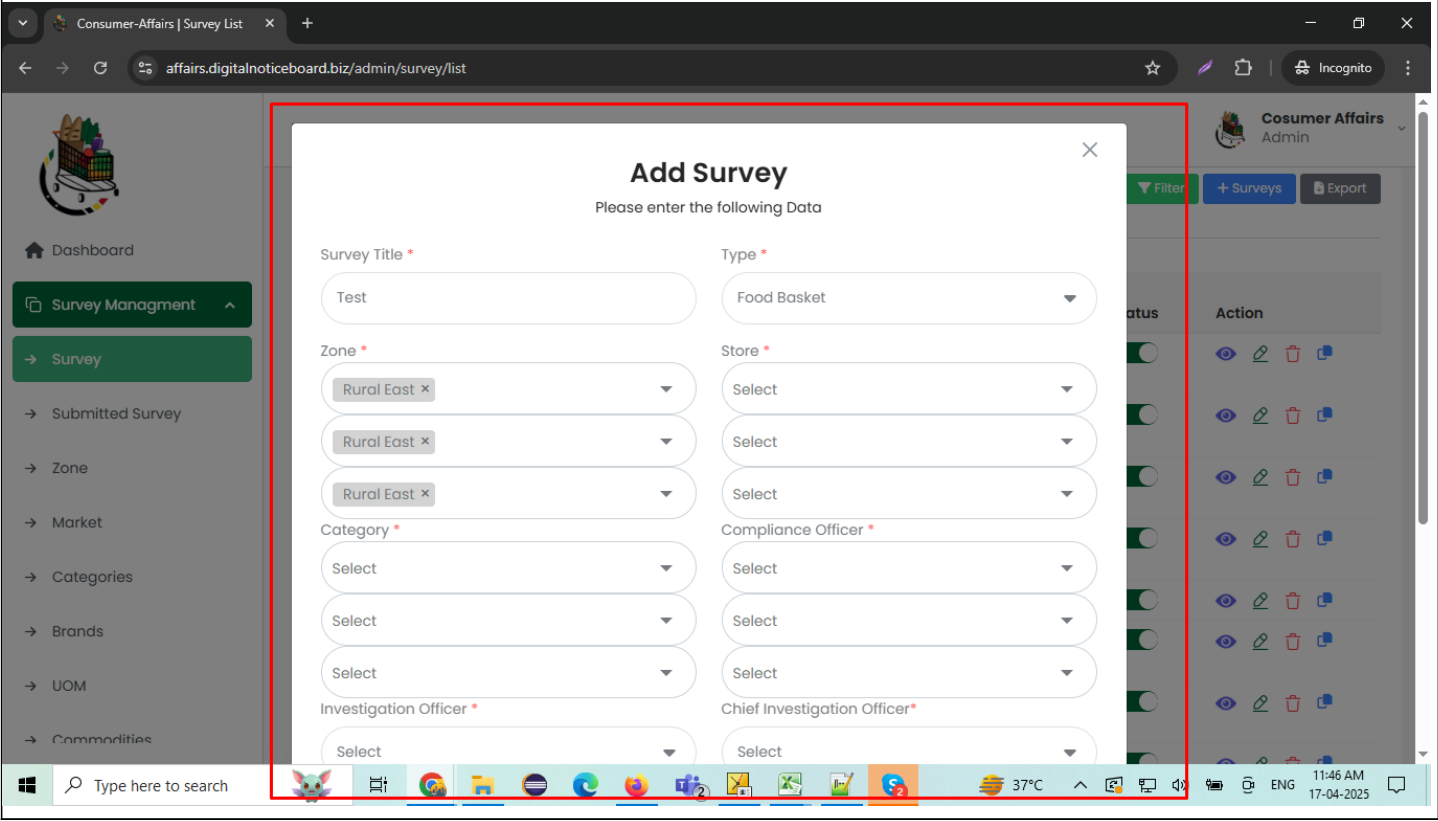 Consumer-Affairs | Survey List
affairs.digitalnoticeboard.biz/admin/survey/list
Incognito
Cosumer Affairs
Admin
Filter
+ Surveys
Export
Dashboard
Survey Managment
Survey
Submitted Survey
Zone
Market
Categories
Brands
UOM
Commodities
atus
Action
Add Survey
Please enter the following Data
Survey Title *
Type *
Test
Food Basket
Zone *
Store *
Rural East ×
Select
Rural East ×
Select
Rural East ×
Select
Category *
Compliance Officer *
Select
Select
Select
Select
Select
Select
Investigation Officer *
Chief Investigation Officer*
Select
Select
Type here to search
2
2
37°C
ENG
11:46 AM
17-04-2025